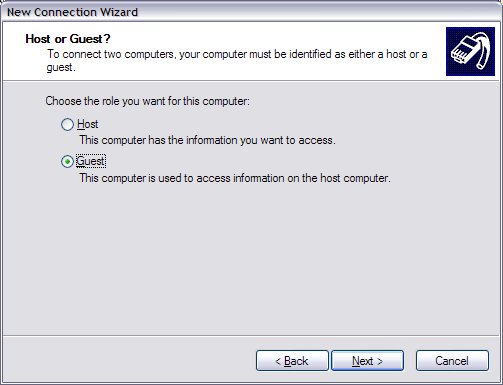 New Connection Wizard
Host or Guest?
To connect two computers, your computer must be identified as either a host or a
guest.
Choose the role you want for this computer:
Host
This computer has the information you want to access.
Guest
This computer is used to access information on the host computer.
< Back
Next >
Cancel